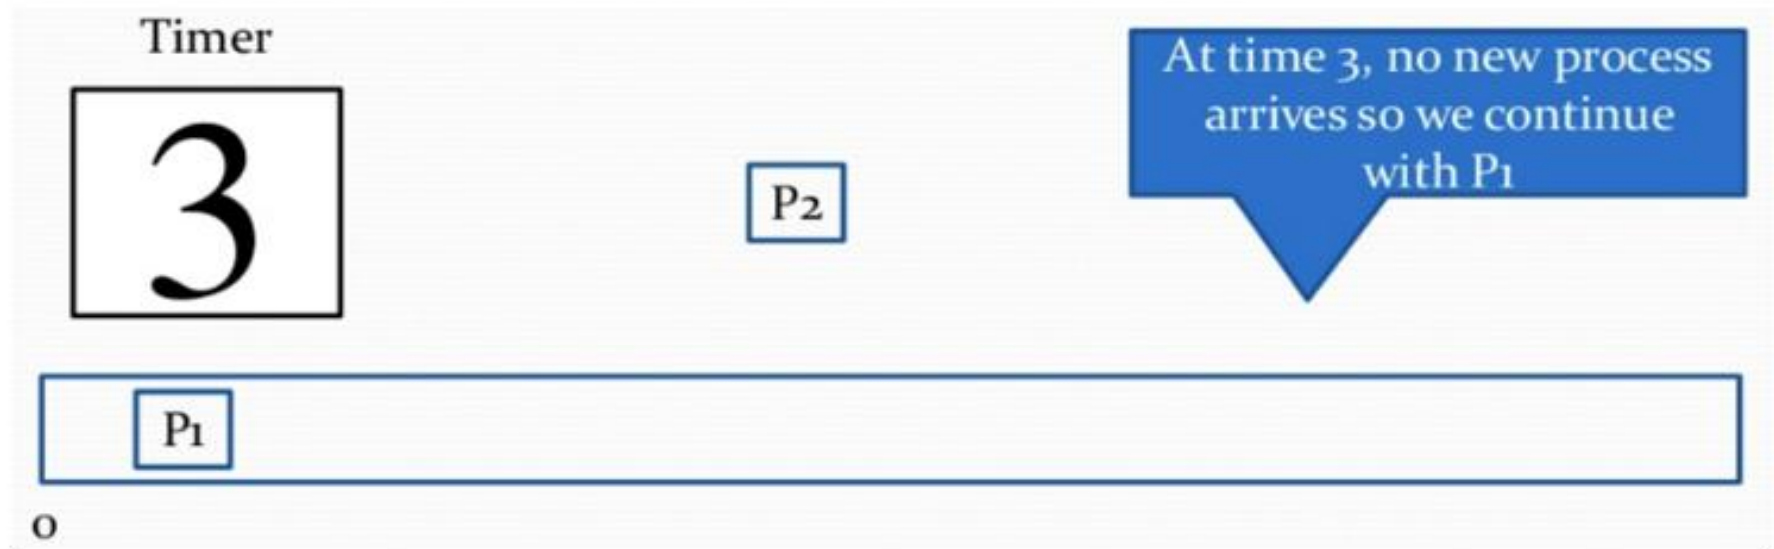 Timer
3
At time 3, no new process
arrives so we continue
with P1
P2
P1
0